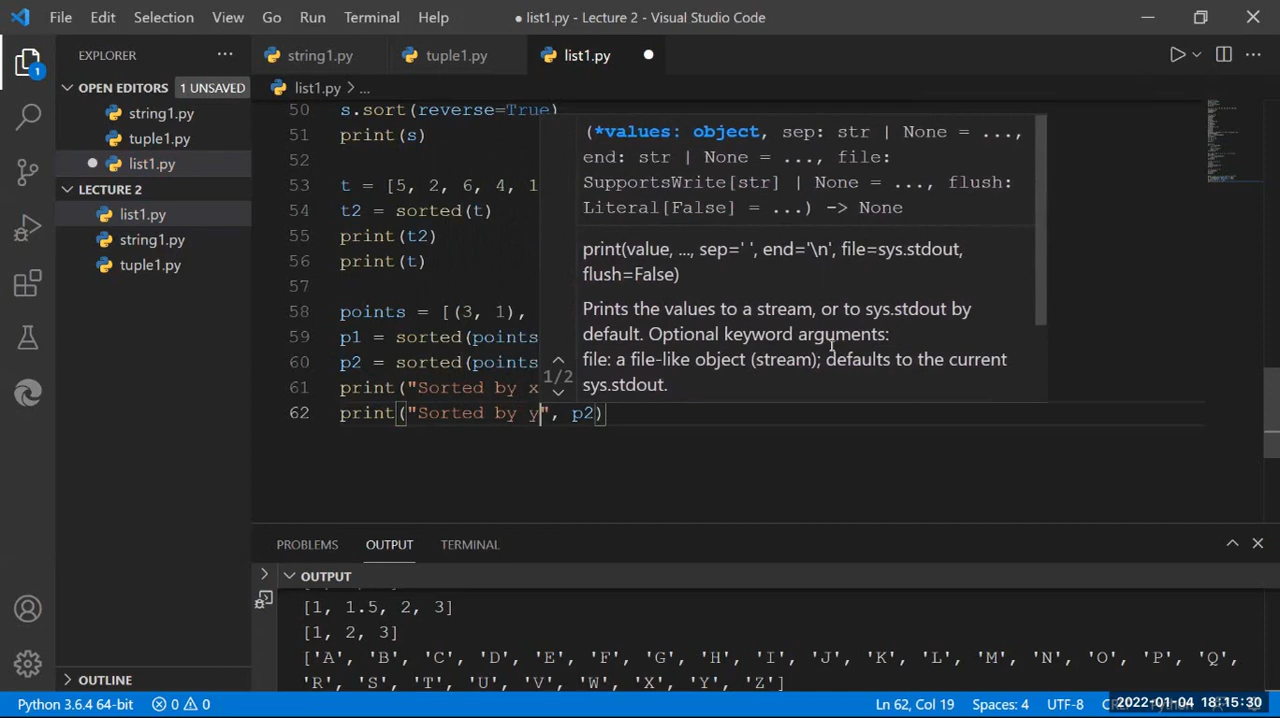 File Edit Selection View Go Run Terminal Help
● list1.py - Lecture 2 - Visual Studio Code
EXPLORER
string1.py
tuple1.py
list1.py
1
OPEN EDITORS
1 UNSAVED
string1.py
tuple1.py
list1.py
LECTURE 2
list1.py
string1.py
tuple1.py
OUTLINE
list1.py > ...
50 s.sort(reverse=True)
51 print(s)
52
53 t = [5, 2, 6, 4, 1
54 t2 = sorted(t)
55 print(t2)
56 print(t)
57
58 points = [(3, 1),
59 p1 = sorted(points
60 p2 = sorted(points
61 print("Sorted by x
62 print("Sorted by y", p2)
(*values: object, sep: str | None = ...,
end: str | None = ..., file:
SupportsWrite[str] | None = ..., flush:
Literal[False] = ...) -> None
print(value, ..., sep=' ', end='\n', file=sys.stdout,
flush=False)
Prints the values to a stream, or to sys.stdout by
default. Optional keyword arguments:
file: a file-like object (stream); defaults to the current
sys.stdout.
1/2
PROBLEMS OUTPUT TERMINAL
OUTPUT
[1, 1.5, 2, 3]
[1, 2, 3]
['A', 'B', 'C', 'D', 'E', 'F', 'G', 'H', 'I', 'J', 'K', 'L', 'M', 'N', 'O', 'P', 'Q',
'R', 'S', 'T', 'U', 'V', 'W', 'X', 'Y', 'Z']
Python 3.6.4 64-bit 0 0 Ln 62, Col 19 Spaces: 4 UTF-8
2022-01-04 18:15:30